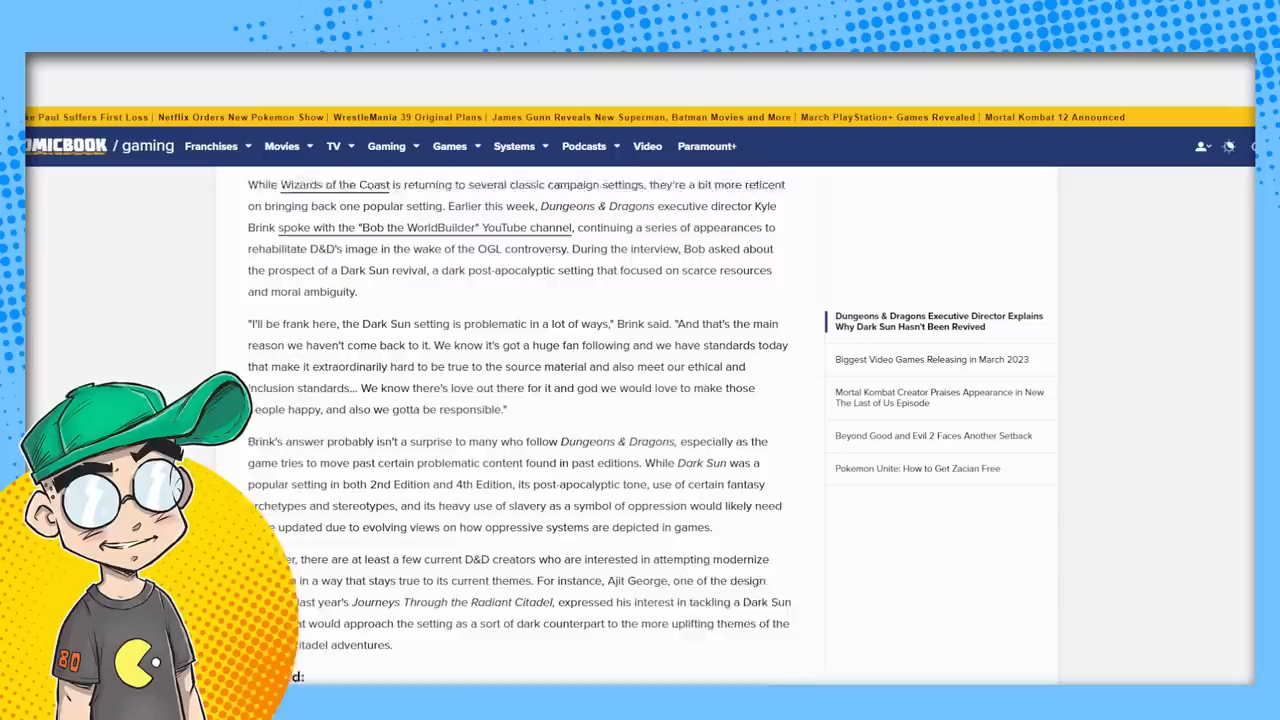 ke Paul Suffers First Loss | Netflix Orders New Pokemon Show | WrestleMania 39 Original Plans | James Gunn Reveals New Superman, Batman Movies and More | March PlayStation+ Games Revealed | Mortal Kombat 12 Announced
OMICBOOK / gaming Franchises Movies TV Gaming Games Systems Podcasts Video Paramount+
While Wizards of the Coast is returning to several classic campaign settings, they're a bit more reticent
on bringing back one popular setting. Earlier this week, Dungeons & Dragons executive director Kyle
Brink spoke with the "Bob the WorldBuilder" YouTube channel, continuing a series of appearances to
rehabilitate D&D's image in the wake of the OGL controversy. During the interview, Bob asked about
the prospect of a Dark Sun revival, a dark post-apocalyptic setting that focused on scarce resources
and moral ambiguity.
"I'll be frank here, the Dark Sun setting is problematic in a lot of ways," Brink said. "And that's the main
reason we haven't come back to it. We know it's got a huge fan following and we have standards today
that make it extraordinarily hard to be true to the source material and also meet our ethical and
inclusion standards... We know there's love out there for it and god we would love to make those
eople happy, and also we gotta be responsible."
Brink's answer probably isn't a surprise to many who follow Dungeons & Dragons, especially as the
game tries to move past certain problematic content found in past editions. While Dark Sun was a
popular setting in both 2nd Edition and 4th Edition, its post-apocalyptic tone, use of certain fantasy
archetypes and stereotypes, and its heavy use of slavery as a symbol of oppression would likely need
updated due to evolving views on how oppressive systems are depicted in games.
er, there are at least a few current D&D creators who are interested in attempting modernize
in a way that stays true to its current themes. For instance, Ajit George, one of the design
last year's Journeys Through the Radiant Citadel, expressed his interest in tackling a Dark Sun
at would approach the setting as a sort of dark counterpart to the more uplifting themes of the
itadel adventures.
d:
Dungeons & Dragons Executive Director Explains
Why Dark Sun Hasn't Been Revived
Biggest Video Games Releasing in March 2023
Mortal Kombat Creator Praises Appearance in New
The Last of Us Episode
Beyond Good and Evil 2 Faces Another Setback
Pokemon Unite: How to Get Zacian Free
80